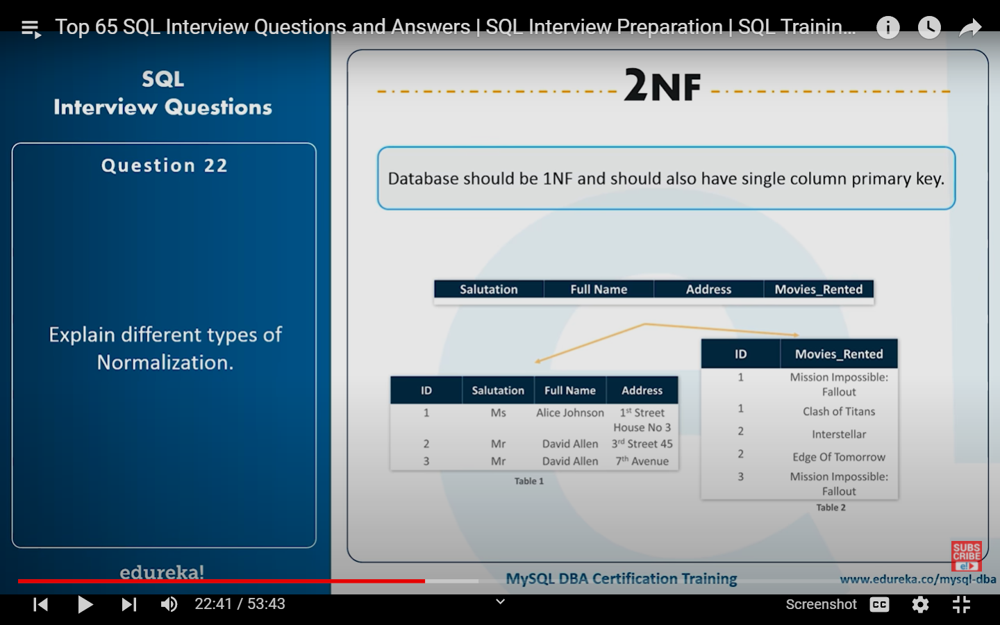 Top 65 SQL Interview Questions and Answers | SQL Interview Preparation | SQL Trainin...
SQL
Interview Questions
Question 22
Explain different types of
Normalization.
edureka!
2NF
Database should be 1NF and should also have single column primary key.
Salutation Full Name Address Movies_Rented
ID Salutation Full Name Address
1 Ms Alice Johnson 1st Street
House No 3
2 Mr David Allen 3rd Street 45
3 Mr David Allen 7th Avenue
Table 1
ID Movies_Rented
1 Mission Impossible:
Fallout
1 Clash of Titans
2 Interstellar
2 Edge Of Tomorrow
3 Mission Impossible:
Fallout
Table 2
SUBS
CRIBE
e!
MySQL DBA Certification Training
www.edureka.co/mysql-dba
22:41 / 53:43
Screenshot
CC